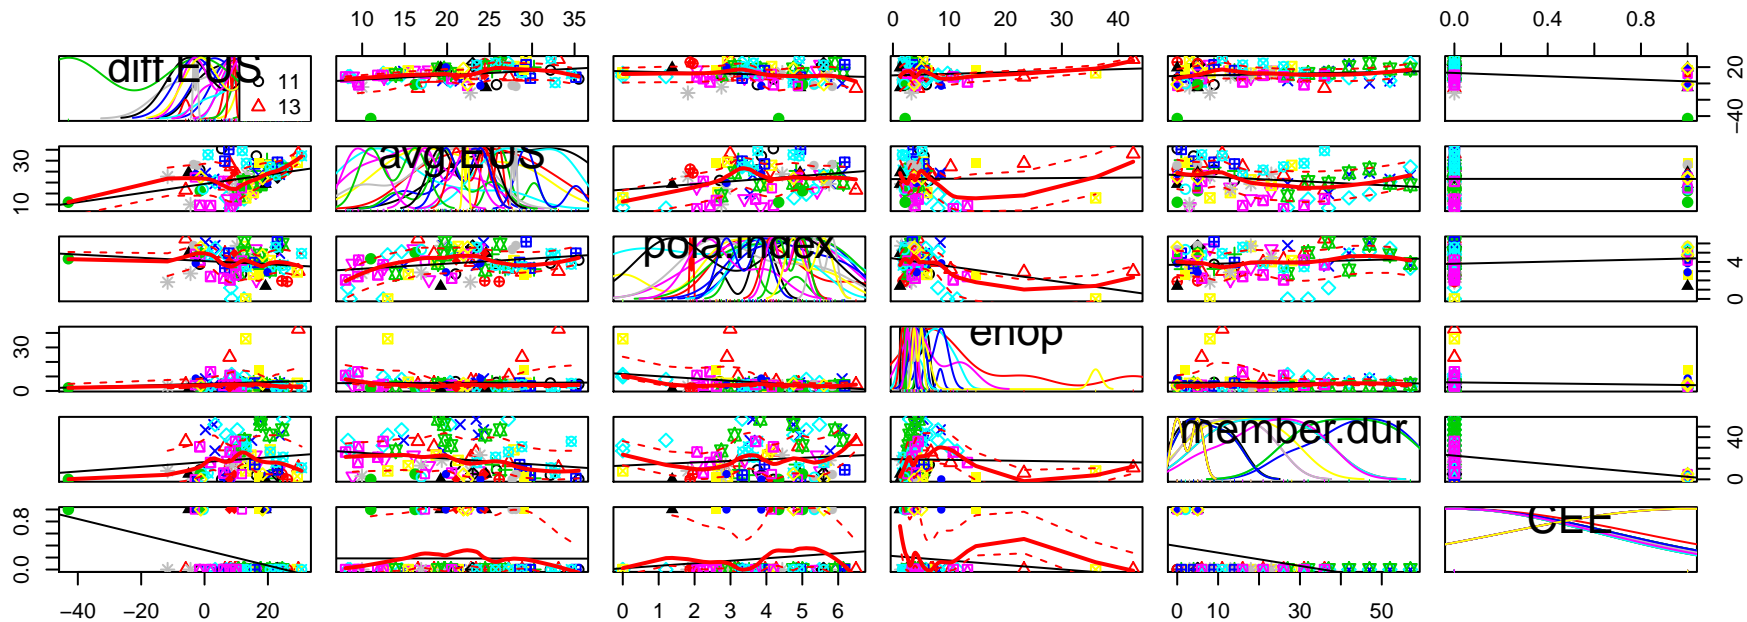 10 15 20 25 30 35 0 10 20 30 40 0.0 0.4 0.8
diff.EUS
11
13
−40 20
10 30
avg.EUS
pola.index
0 4
0 30
enop
member.dur
0 40
0.0 0.8
CEE
−40 −20 0 20 0 1 2 3 4 5 6 0 10 30 50